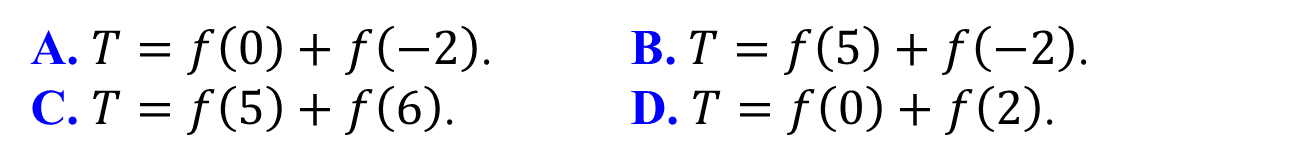 A. T = f(0) + f(−2). B. T = f(5) + f(−2).
C. T = f(5) + f(6). D. T = f(0) + f(2).